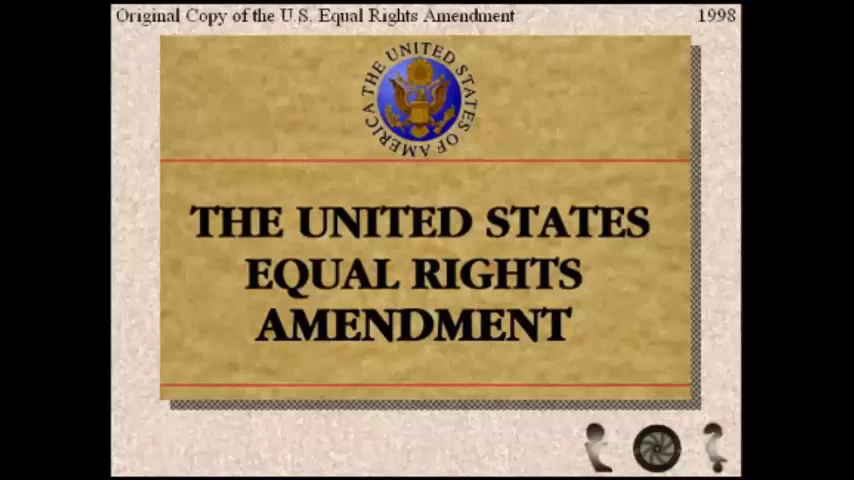 Original Copy of the U.S. Equal Rights Amendment 1998
THE UNITED STATES OF AMERICA
THE UNITED STATES
EQUAL RIGHTS
AMENDMENT